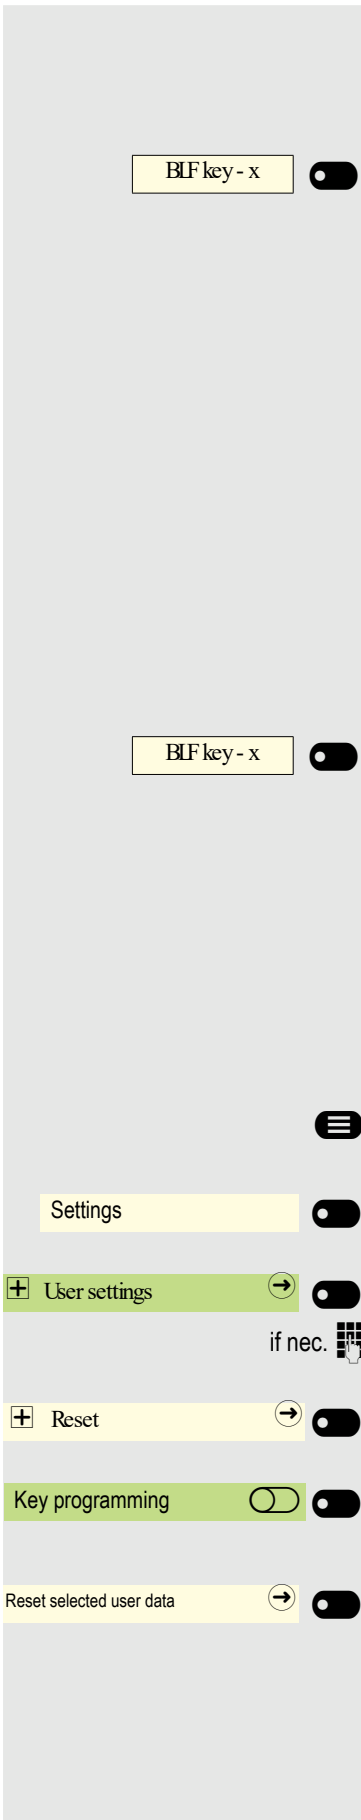 BLF key - x
BLF key - x
Settings
User settings
if nec.
Reset
Key programming
Reset selected user data